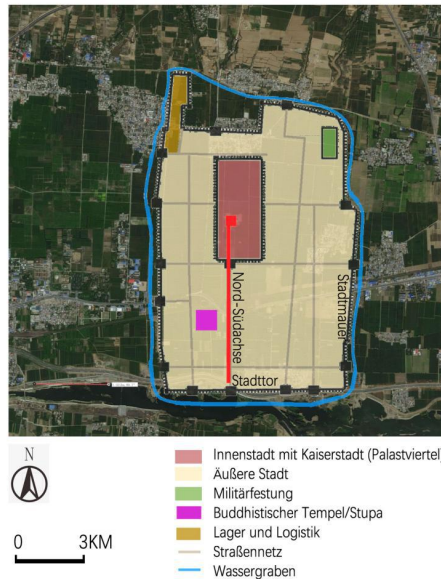 Nord-Südachse
Stadtmauer
Stadttor
N
0 3KM
Innenstadt mit Kaiserstadt (Palastviertel)
Äußere Stadt
Militärfestung
Buddhistischer Tempel/Stupa
Lager und Logistik
Straßennetz
Wassergraben